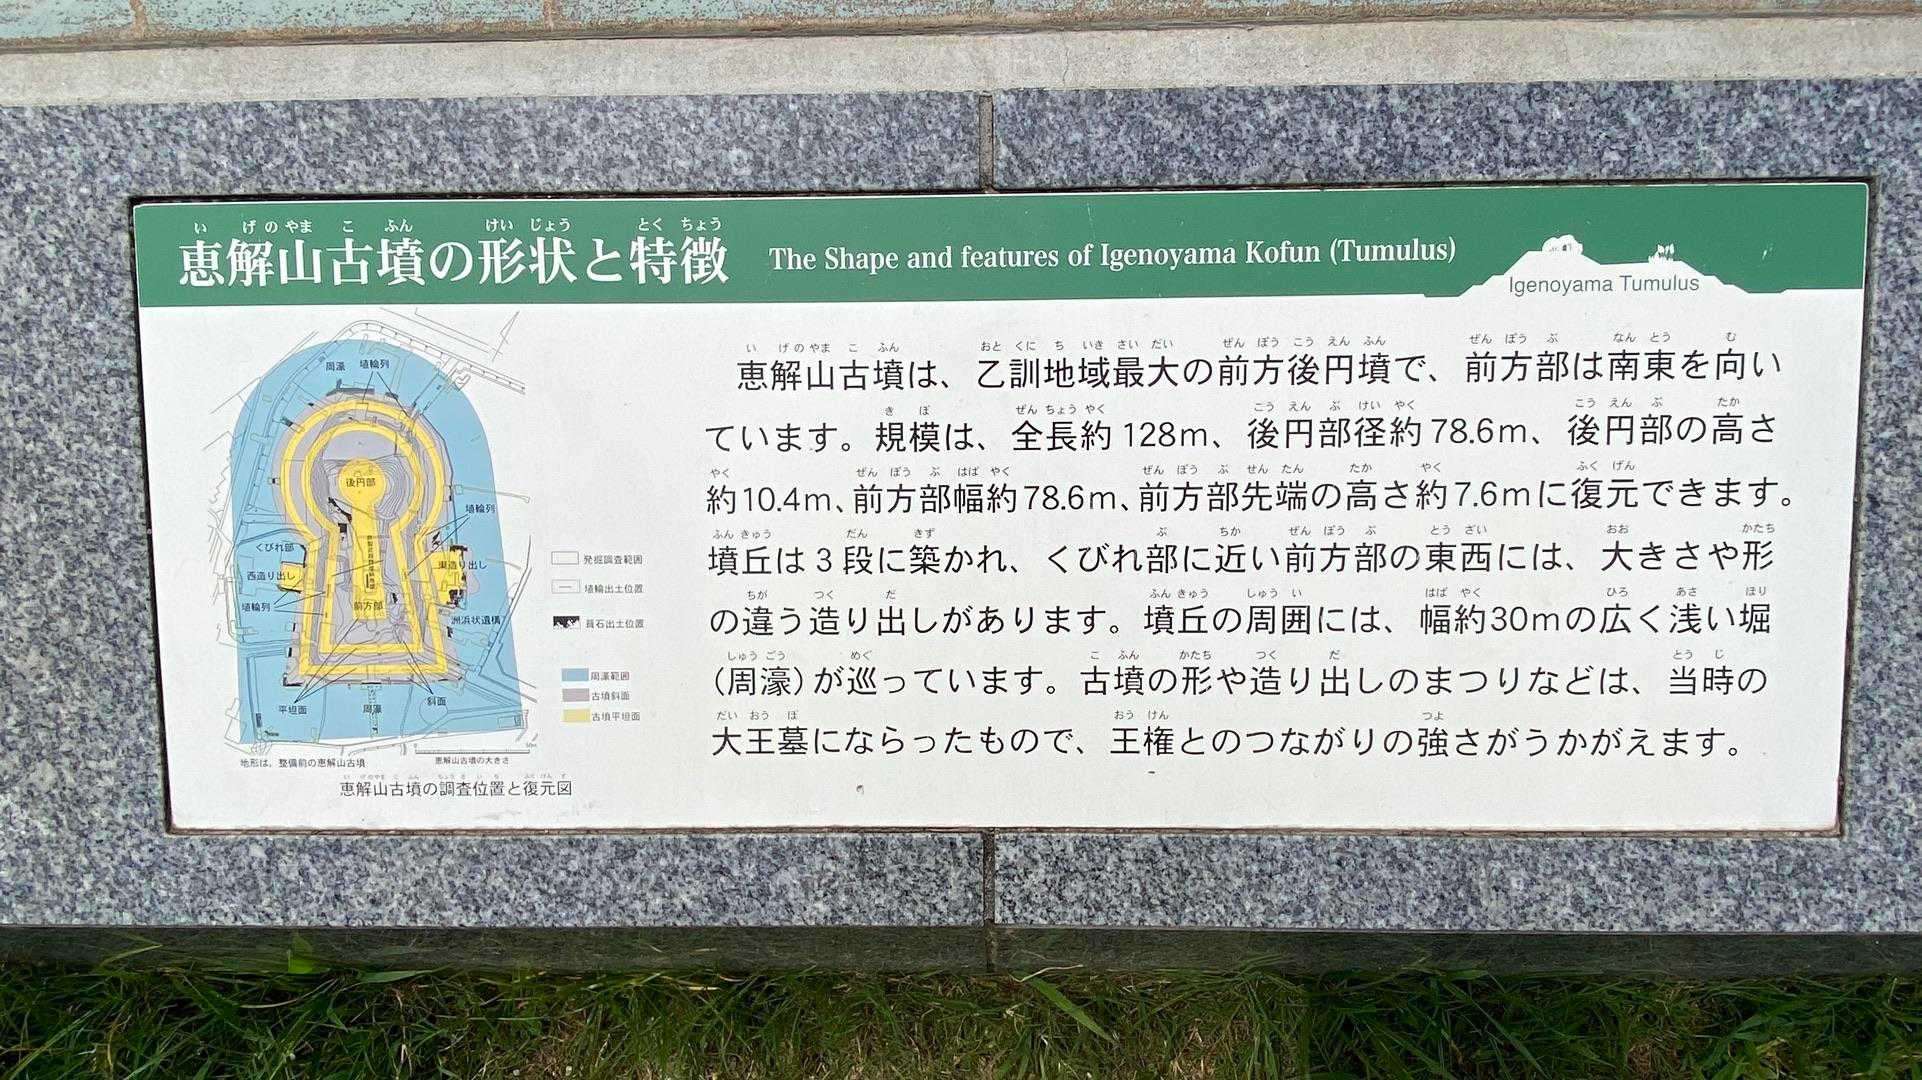 恵解山古墳の形状と特徴 The Shape and features of Igenoyama Kofun (Tumulus)
Igenoyama Tumulus
恵解山古墳は、乙訓地域最大の前方後円墳で、前方部は南東を向い
ています。規模は、全長約128m、後円部径約78.6m、後円部の高さ
約10.4m、前方部幅約78.6m、前方部先端の高さ約7.6mに復元できます。
墳丘は3段に築かれ、くびれ部に近い前方部の東西には、大きさや形
の違う造り出しがあります。墳丘の周囲には、幅約30mの広く浅い堀
(周濠)が巡っています。古墳の形や造り出しのまつりなどは、当時の
大王墓にならったもので、王権とのつながりの強さがうかがえます。
周濠 埴輪列
後円部
埴輪列
くびれ部
西造り出し
東造り出し
埴輪列
前方部
洲浜状遺構
平坦面
周濠
斜面
発掘調査範囲
埴輪出土位置
葺石出土位置
周濠範囲
古墳斜面
古墳平坦面
0 50m
地形は、整備前の恵解山古墳
恵解山古墳の大きさ
恵解山古墳の調査位置と復元図